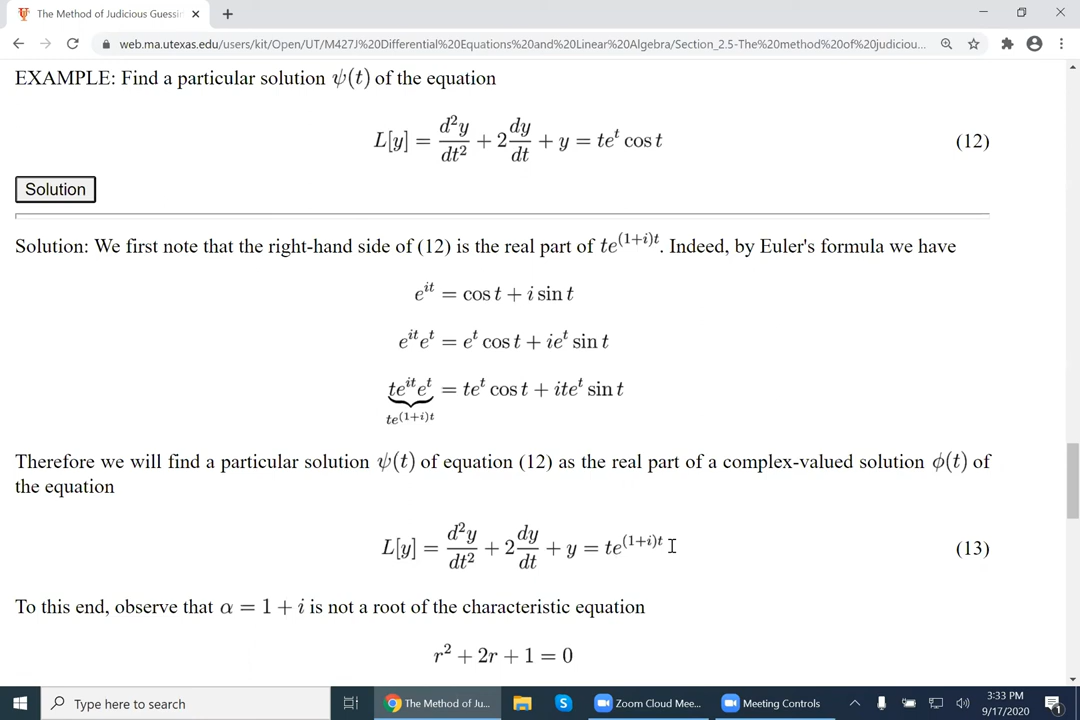 The Method of Judicious Guessi
web.ma.utexas.edu/users/kit/Open/UT/M427J%20Differential%20Equations%20and%20Linear%20Algebra/Section_2.5-The%20method%20of%20judiciou...
EXAMPLE: Find a particular solution ψ(t) of the equation
L[y] = d²y/dt² + 2 dy/dt + y = te^t cos t (12)
Solution
Solution: We first note that the right-hand side of (12) is the real part of te^(1+i)t. Indeed, by Euler's formula we have
e^it = cos t + i sin t
e^it e^t = e^t cos t + ie^t sin t
te^it e^t = te^t cos t + ite^t sin t
te^(1+i)t
Therefore we will find a particular solution ψ(t) of equation (12) as the real part of a complex-valued solution ϕ(t) of
the equation
L[y] = d²y/dt² + 2 dy/dt + y = te^(1+i)t (13)
To this end, observe that α = 1 + i is not a root of the characteristic equation
r² + 2r + 1 = 0
Type here to search
The Method of Ju...
Zoom Cloud Mee...
Meeting Controls
3:33 PM
9/17/2020
1